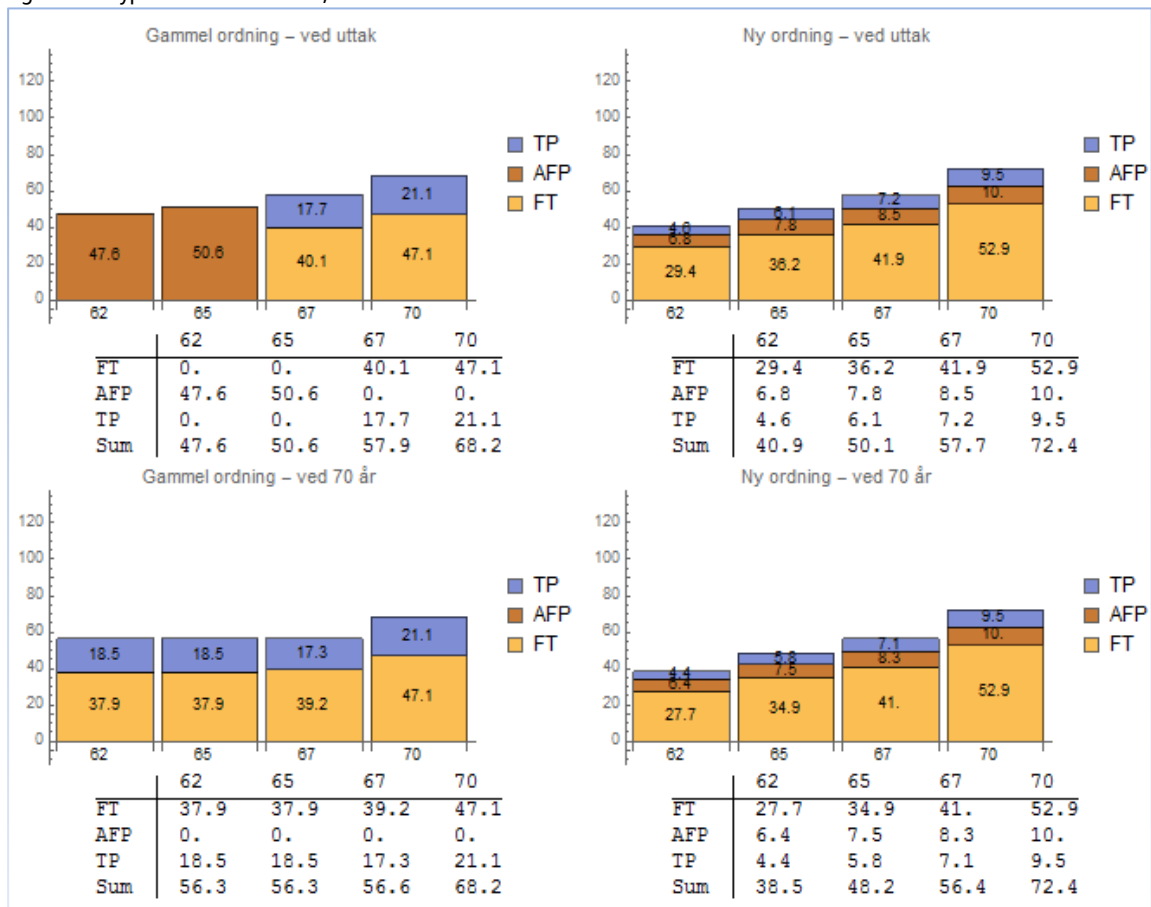 Gammel ordning – ved uttak
120
100
80
60
40
20
0
47.6
50.6
17.7
40.1
21.1
47.1
62 65 67 70
TP
AFP
FT
62 65 67 70
FT 0. 0. 40.1 47.1
AFP 47.6 50.6 0. 0.
TP 0. 0. 17.7 21.1
Sum 47.6 50.6 57.9 68.2
Ny ordning – ved uttak
120
100
80
60
40
20
0
4.6
6.8
29.4
6.1
7.8
36.2
7.2
8.5
41.9
9.5
10.
52.9
62 65 67 70
TP
AFP
FT
62 65 67 70
FT 29.4 36.2 41.9 52.9
AFP 6.8 7.8 8.5 10.
TP 4.6 6.1 7.2 9.5
Sum 40.9 50.1 57.7 72.4
Gammel ordning – ved 70 år
120
100
80
60
40
20
0
18.5
37.9
18.5
37.9
17.3
39.2
21.1
47.1
62 65 67 70
TP
AFP
FT
62 65 67 70
FT 37.9 37.9 39.2 47.1
AFP 0. 0. 0. 0.
TP 18.5 18.5 17.3 21.1
Sum 56.3 56.3 56.6 68.2
Ny ordning – ved 70 år
120
100
80
60
40
20
0
4.4
6.4
27.7
5.8
7.5
34.9
7.1
8.3
41.
9.5
10.
52.9
62 65 67 70
TP
AFP
FT
62 65 67 70
FT 27.7 34.9 41. 52.9
AFP 6.4 7.5 8.3 10.
TP 4.4 5.8 7.1 9.5
Sum 38.5 48.2 56.4 72.4